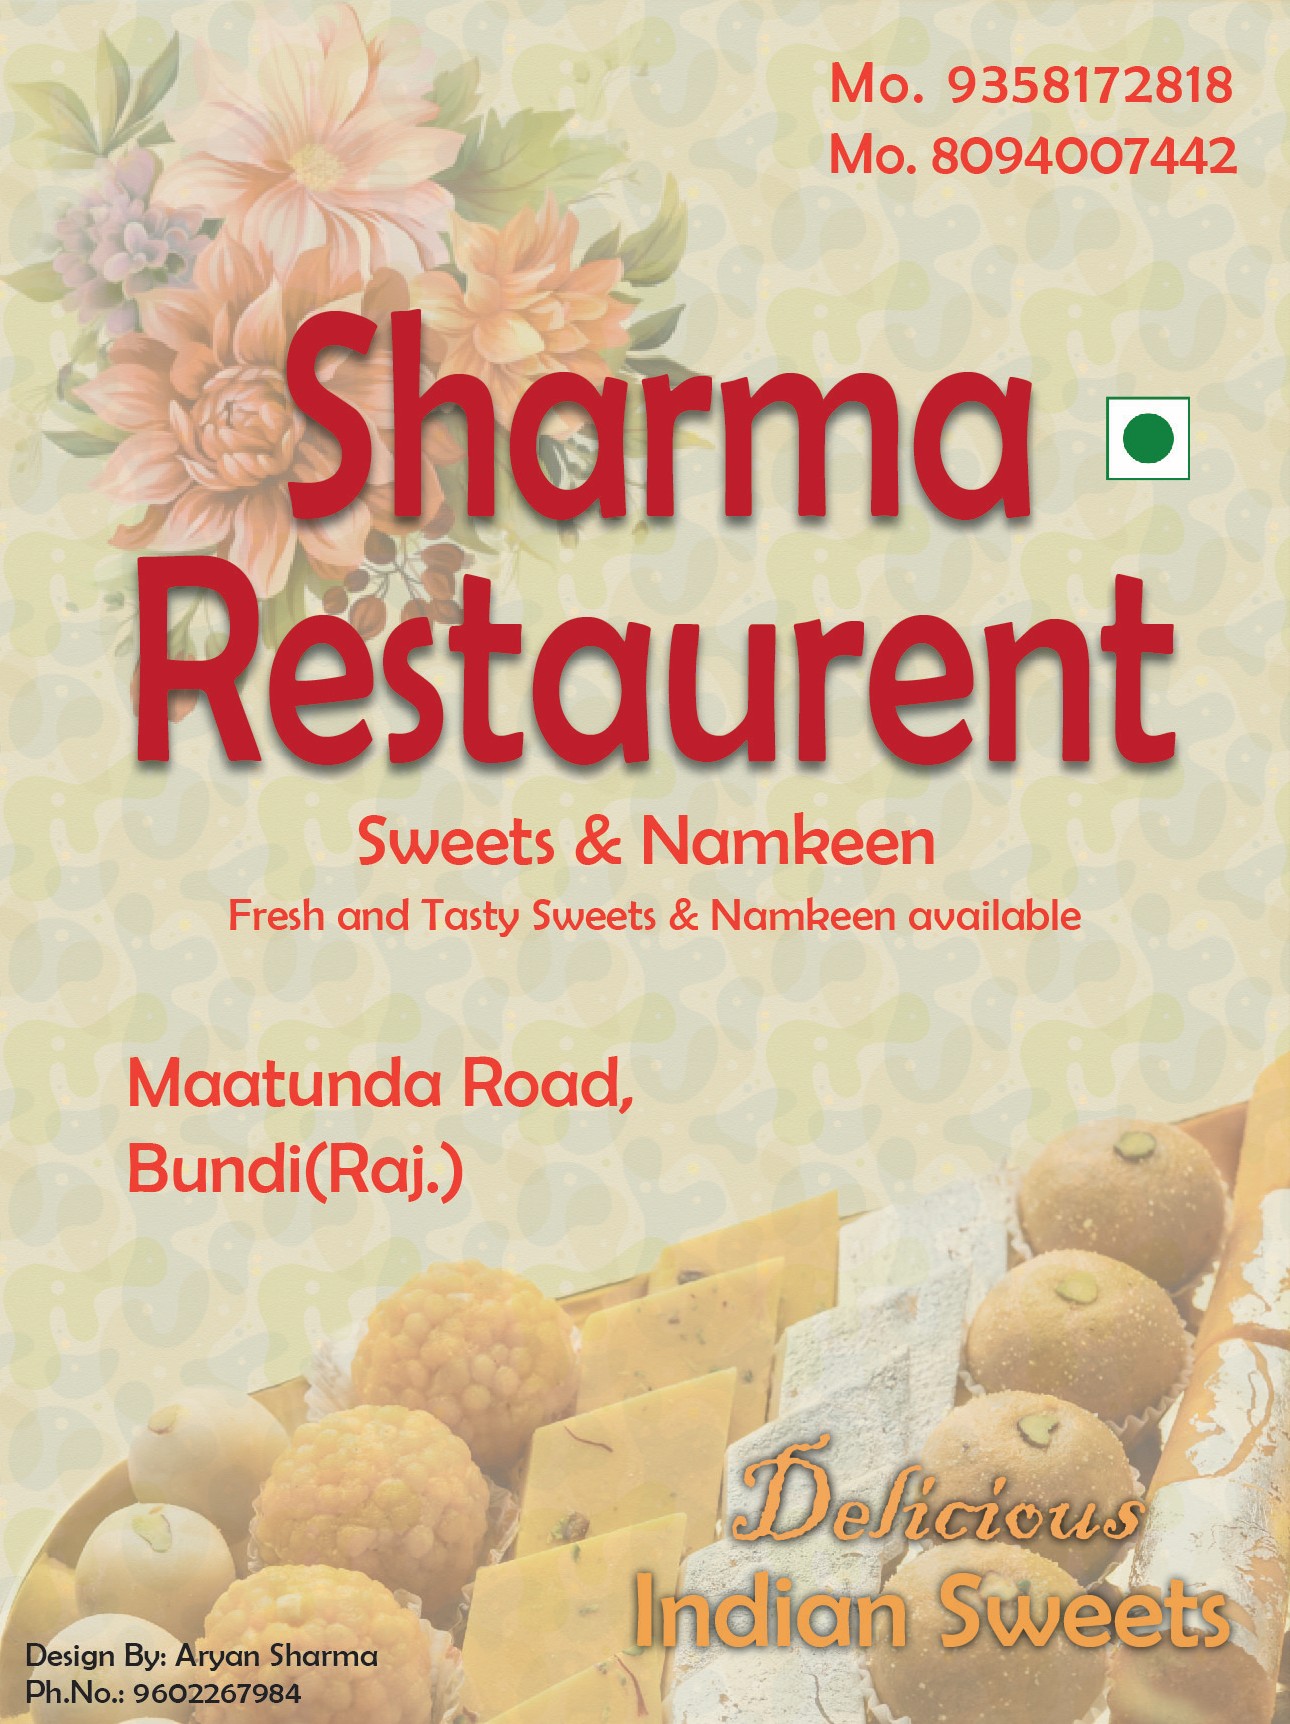 Mo. 9358172818
Mo. 8094007442
Sharma
Restaurent
Sweets & Namkeen
Fresh and Tasty Sweets & Namkeen available
Maatunda Road,
Bundi(Raj.)
Delicious
Indian Sweets
Design By: Aryan Sharma
Ph.No.: 9602267984